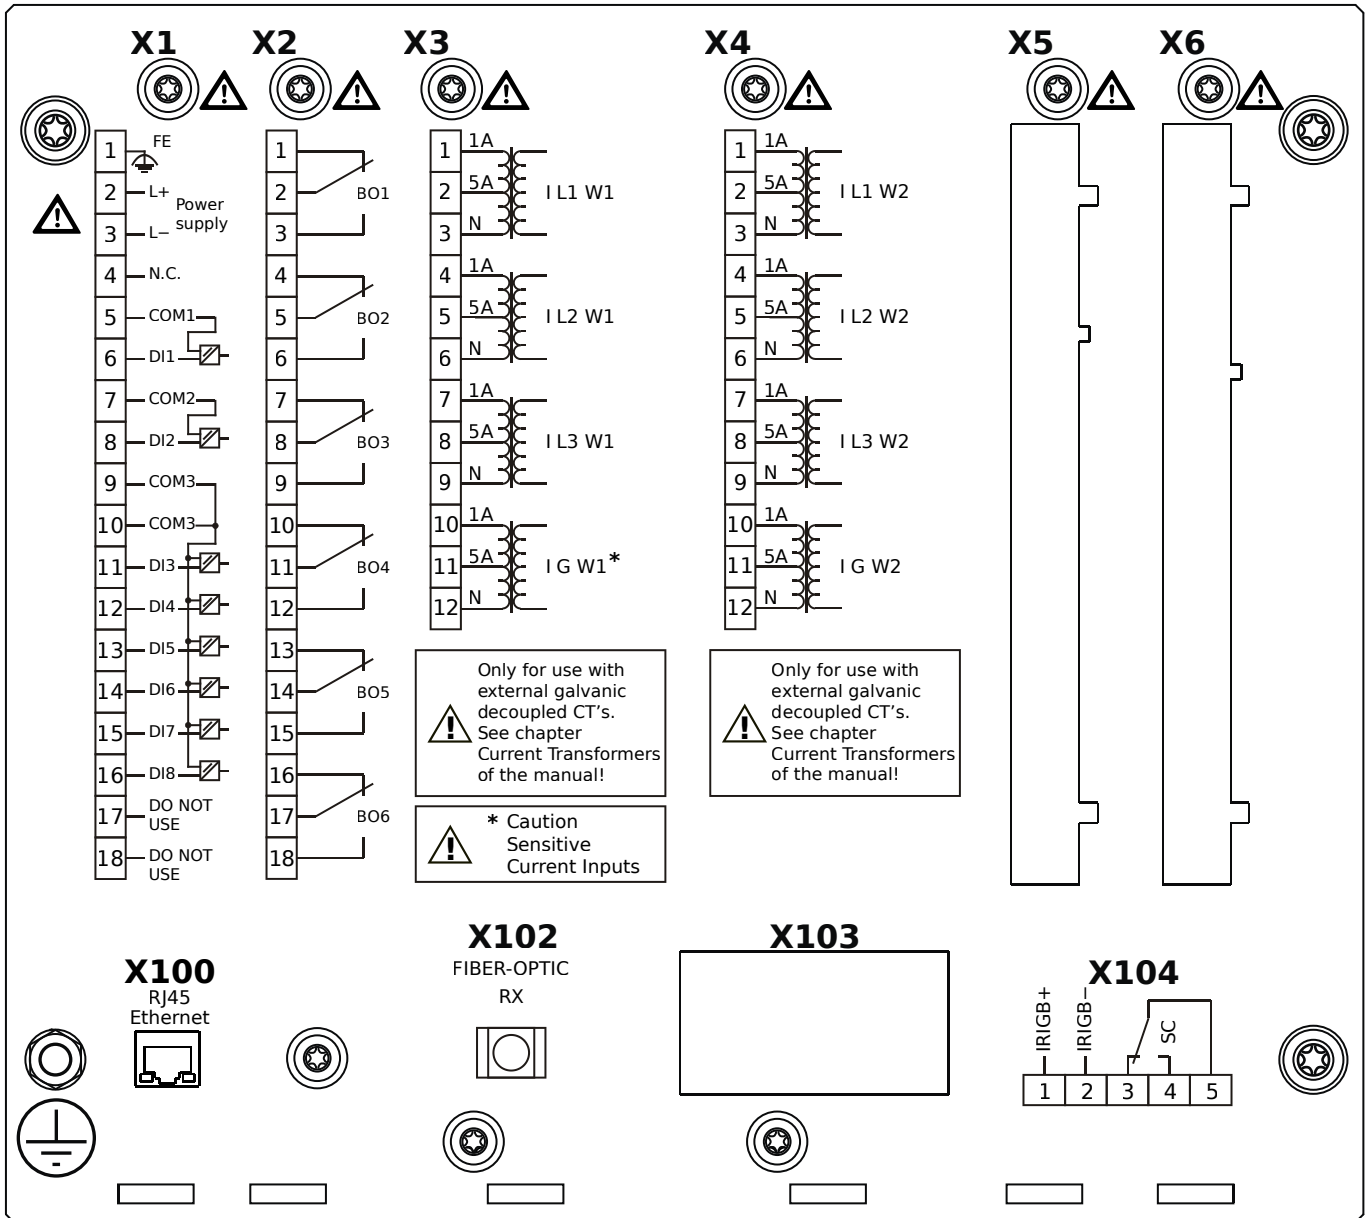 X1
X2
X3
X4
X5
X6
1 FE
2 L+
Power
supply
3 L−
4 N.C.
5 COM1
6 DI1
7 COM2
8 DI2
9 COM3
10 COM3
11 DI3
12 DI4
13 DI5
14 DI6
15 DI7
16 DI8
17 DO NOT
USE
18 DO NOT
USE
1
2 BO1
3
4
5 BO2
6
7
8 BO3
9
10
11 BO4
12
13
14 BO5
15
16
17 BO6
18
1 1A
2 5A I L1 W1
3 N
4 1A
5 5A I L2 W1
6 N
7 1A
8 5A I L3 W1
9 N
10 1A
11 5A I G W1*
12 N
Only for use with
external galvanic
decoupled CT's.
See chapter
Current Transformers
of the manual!
* Caution
Sensitive
Current Inputs
1 1A
2 5A I L1 W2
3 N
4 1A
5 5A I L2 W2
6 N
7 1A
8 5A I L3 W2
9 N
10 1A
11 5A I G W2
12 N
Only for use with
external galvanic
decoupled CT's.
See chapter
Current Transformers
of the manual!
X100
RJ45
Ethernet
X102
FIBER-OPTIC
RX
X103
X104
IRIGB+
IRIGB−
SC
1 2 3 4 5